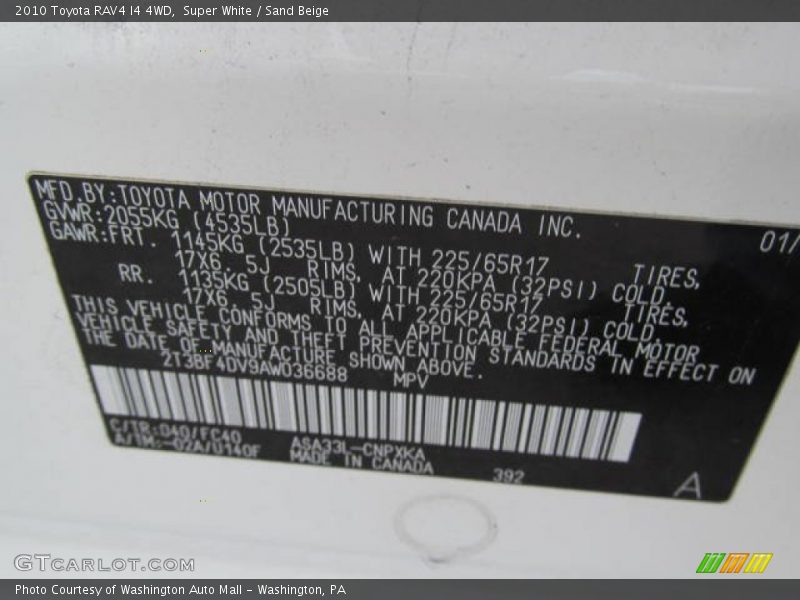 2010 Toyota RAV4 I4 4WD, Super White / Sand Beige
MFD.BY:TOYOTA MOTOR MANUFACTURING CANADA INC.
01/
GVWR:2055KG (4535LB)
GAWR:FRT. 1145KG (2535LB) WITH 225/65R17 TIRES,
17X6.5J RIMS, AT 220KPA (32PSI) COLD.
RR. 1135KG (2505LB) WITH 225/65R17 TIRES,
17X6.5J RIMS, AT 220KPA (32PSI) COLD.
THIS VEHICLE CONFORMS TO ALL APPLICABLE FEDERAL MOTOR
VEHICLE SAFETY AND THEFT PREVENTION STANDARDS IN EFFECT ON
THE DATE OF MANUFACTURE SHOWN ABOVE.
2T3BF4DV9AW036688 MPV
C/TR:040/FC40 ASA33L-CNPXKA
A/TM:-02A/U140F MADE IN CANADA 392
A
GTCARLOT.COM
Photo Courtesy of Washington Auto Mall - Washington, PA